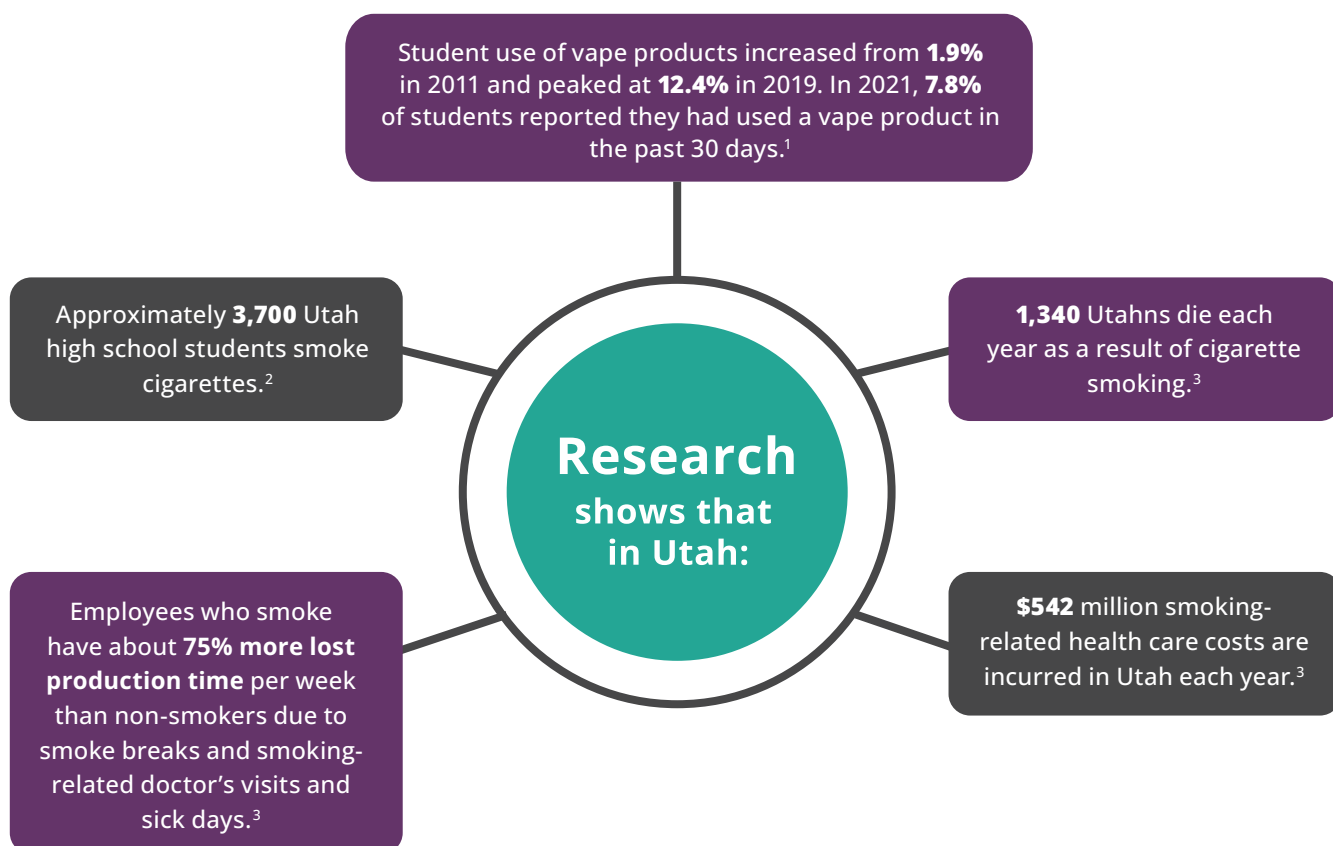 Student use of vape products increased from 1.9%
in 2011 and peaked at 12.4% in 2019. In 2021, 7.8%
of students reported they had used a vape product in
the past 30 days.¹
Approximately 3,700 Utah
high school students smoke
cigarettes.²
1,340 Utahns die each
year as a result of cigarette
smoking.³
Research
shows that
in Utah:
Employees who smoke
have about 75% more lost
production time per week
than non-smokers due to
smoke breaks and smoking-
related doctor’s visits and
sick days.³
$542 million smoking-
related health care costs are
incurred in Utah each year.³